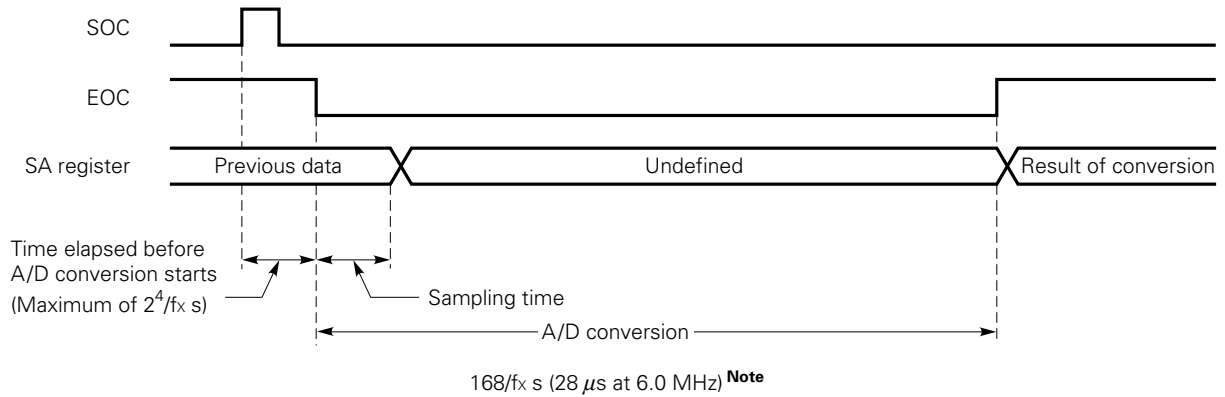 SOC
EOC
SA register
Previous data
Undefined
Result of conversion
Time elapsed before
A/D conversion starts
(Maximum of 2⁴/fx s)
Sampling time
A/D conversion
168/fx s (28 μs at 6.0 MHz) Note